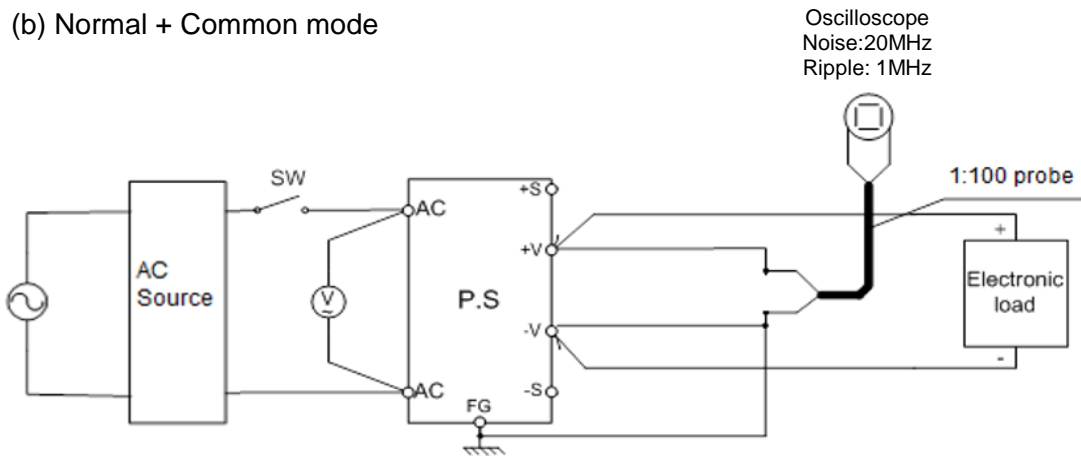 (b) Normal + Common mode
Oscilloscope
Noise:20MHz
Ripple: 1MHz
1:100 probe
SW
AC
Source
V
~
AC
AC
P.S
FG
+S
+V
-V
-S
+
Electronic
load
-